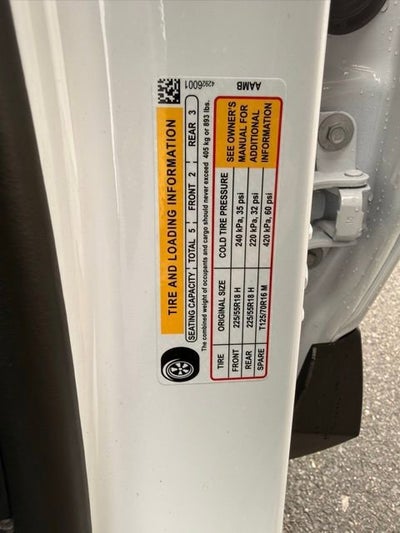 TIRE AND LOADING INFORMATION
SEATING CAPACITY TOTAL 5 FRONT 2 REAR 3
The combined weight of occupants and cargo should never exceed 405 kg or 893 lbs.
TIRE ORIGINAL SIZE COLD TIRE PRESSURE
FRONT 225/55R18 H 240 kPa, 35 psi
REAR 225/55R18 H 220 kPa, 32 psi
SPARE T125/70R16 M 420 kPa, 60 psi
SEE OWNER'S
MANUAL FOR
ADDITIONAL
INFORMATION
42926001
AAMB